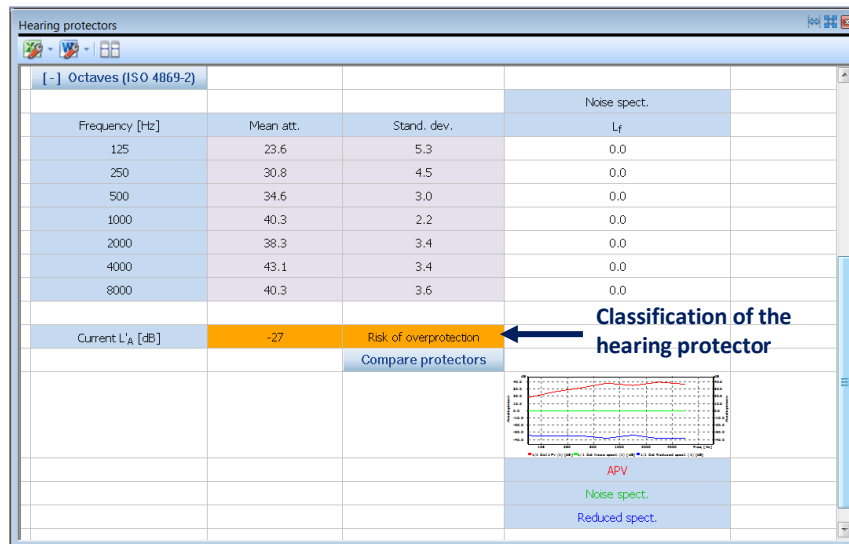 Hearing protectors
[-] Octaves (ISO 4869-2)
Noise spect.
Frequency [Hz] Mean att. Stand. dev. Lf
125 23.6 5.3 0.0
250 30.8 4.5 0.0
500 34.6 3.0 0.0
1000 40.3 2.2 0.0
2000 38.3 3.4 0.0
4000 43.1 3.4 0.0
8000 40.3 3.6 0.0
Current L'A [dB] -27 Risk of overprotection
Classification of the
hearing protector
Compare protectors
APV
Noise spect.
Reduced spect.